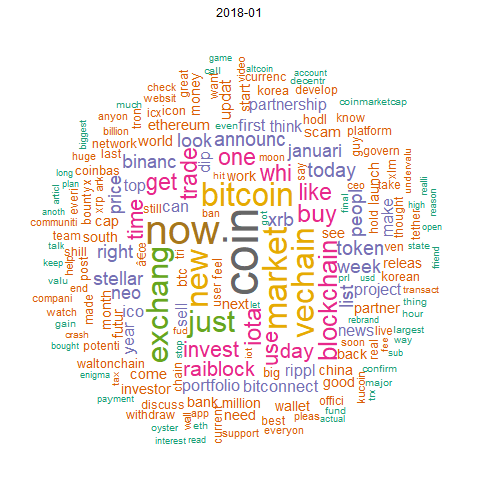 2018-01
game
call
video
altcoin
account
check
great
currenc
decentr
websit
money
updat
start
korea
develop
much
tron
icx
icon
partnership
coinmarketcap
anyon
ethereum
even
first
think
hodl
know
billion
network
world
look
announc
scam
platform
biggest
huge
last
binanc
dip
one
whi
januari
guy
govern
coinbas
trade
hit
work
moon
say
today
ceo
xlm
undervalu
long
articl
plan
ark
xrp
bounti
everi
price
top
get
bitcoin
like
peopl
take
launch
realli
anoth
cap
time
can
still
ban
xrb
buy
hold
thought
reason
communiti
team
south
now
coin
got
see
tether
open
talk
shill
right
â€œ
exchang
new
market
vechain
blockchain
token
ven
state
keep
help
post
stellar
btc
tri
user
feel
week
releas
friend
valu
end
month
neo
fud
next
let
list
project
usd
korean
transact
compani
made
futur
ico
sell
just
iota
use
news
partner
thing
watch
year
live
rebrand
hour
gain
potenti
invest
day
soon
largest
crash
real
fee
way
bought
waltonchain
stop
raiblock
iot
rippl
back
sub
enigma
tax
come
chain
big
china
confirm
investor
portfolio
bitconnect
good
kucoin
major
payment
discuss
bank
million
wallet
offici
trx
withdraw
wall
app
need
best
pleas
fund
oyster
eth
current
everyon
actual
interest
read
support
final
prl
make
x